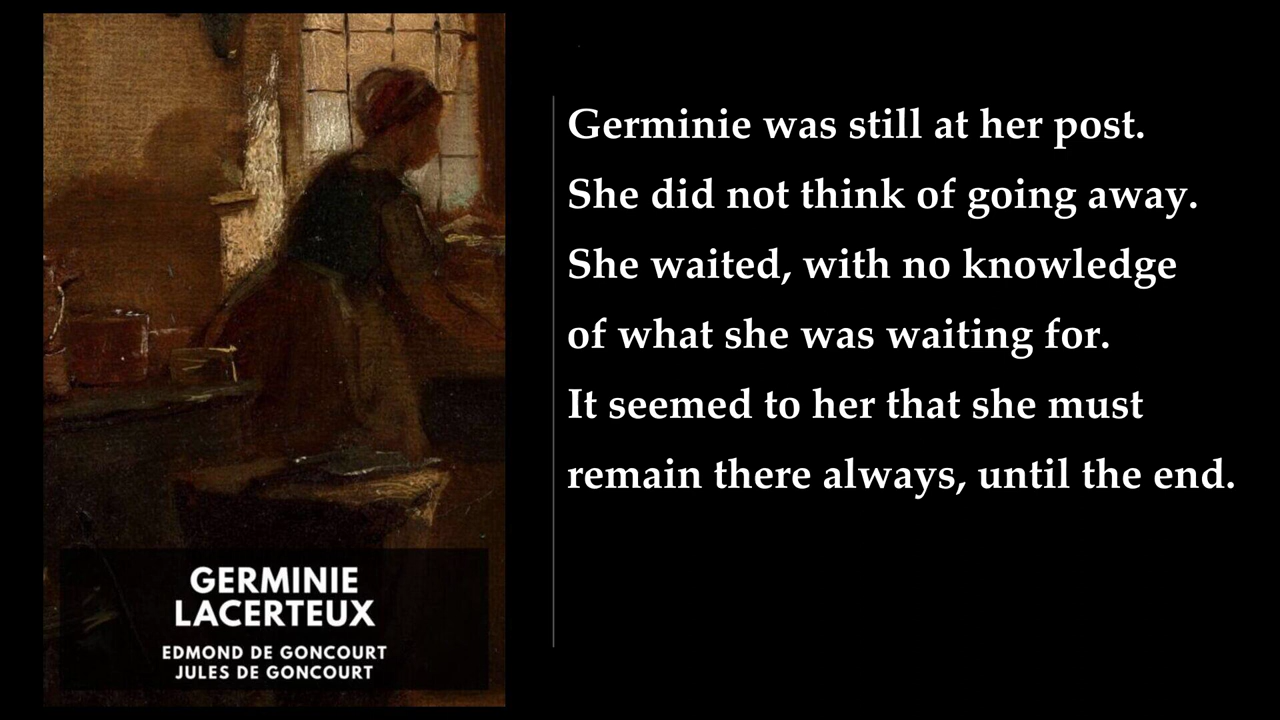 GERMINIE
LACERTEUX
EDMOND DE GONCOURT
JULES DE GONCOURT
Germinie was still at her post.
She did not think of going away.
She waited, with no knowledge
of what she was waiting for.
It seemed to her that she must
remain there always, until the end.